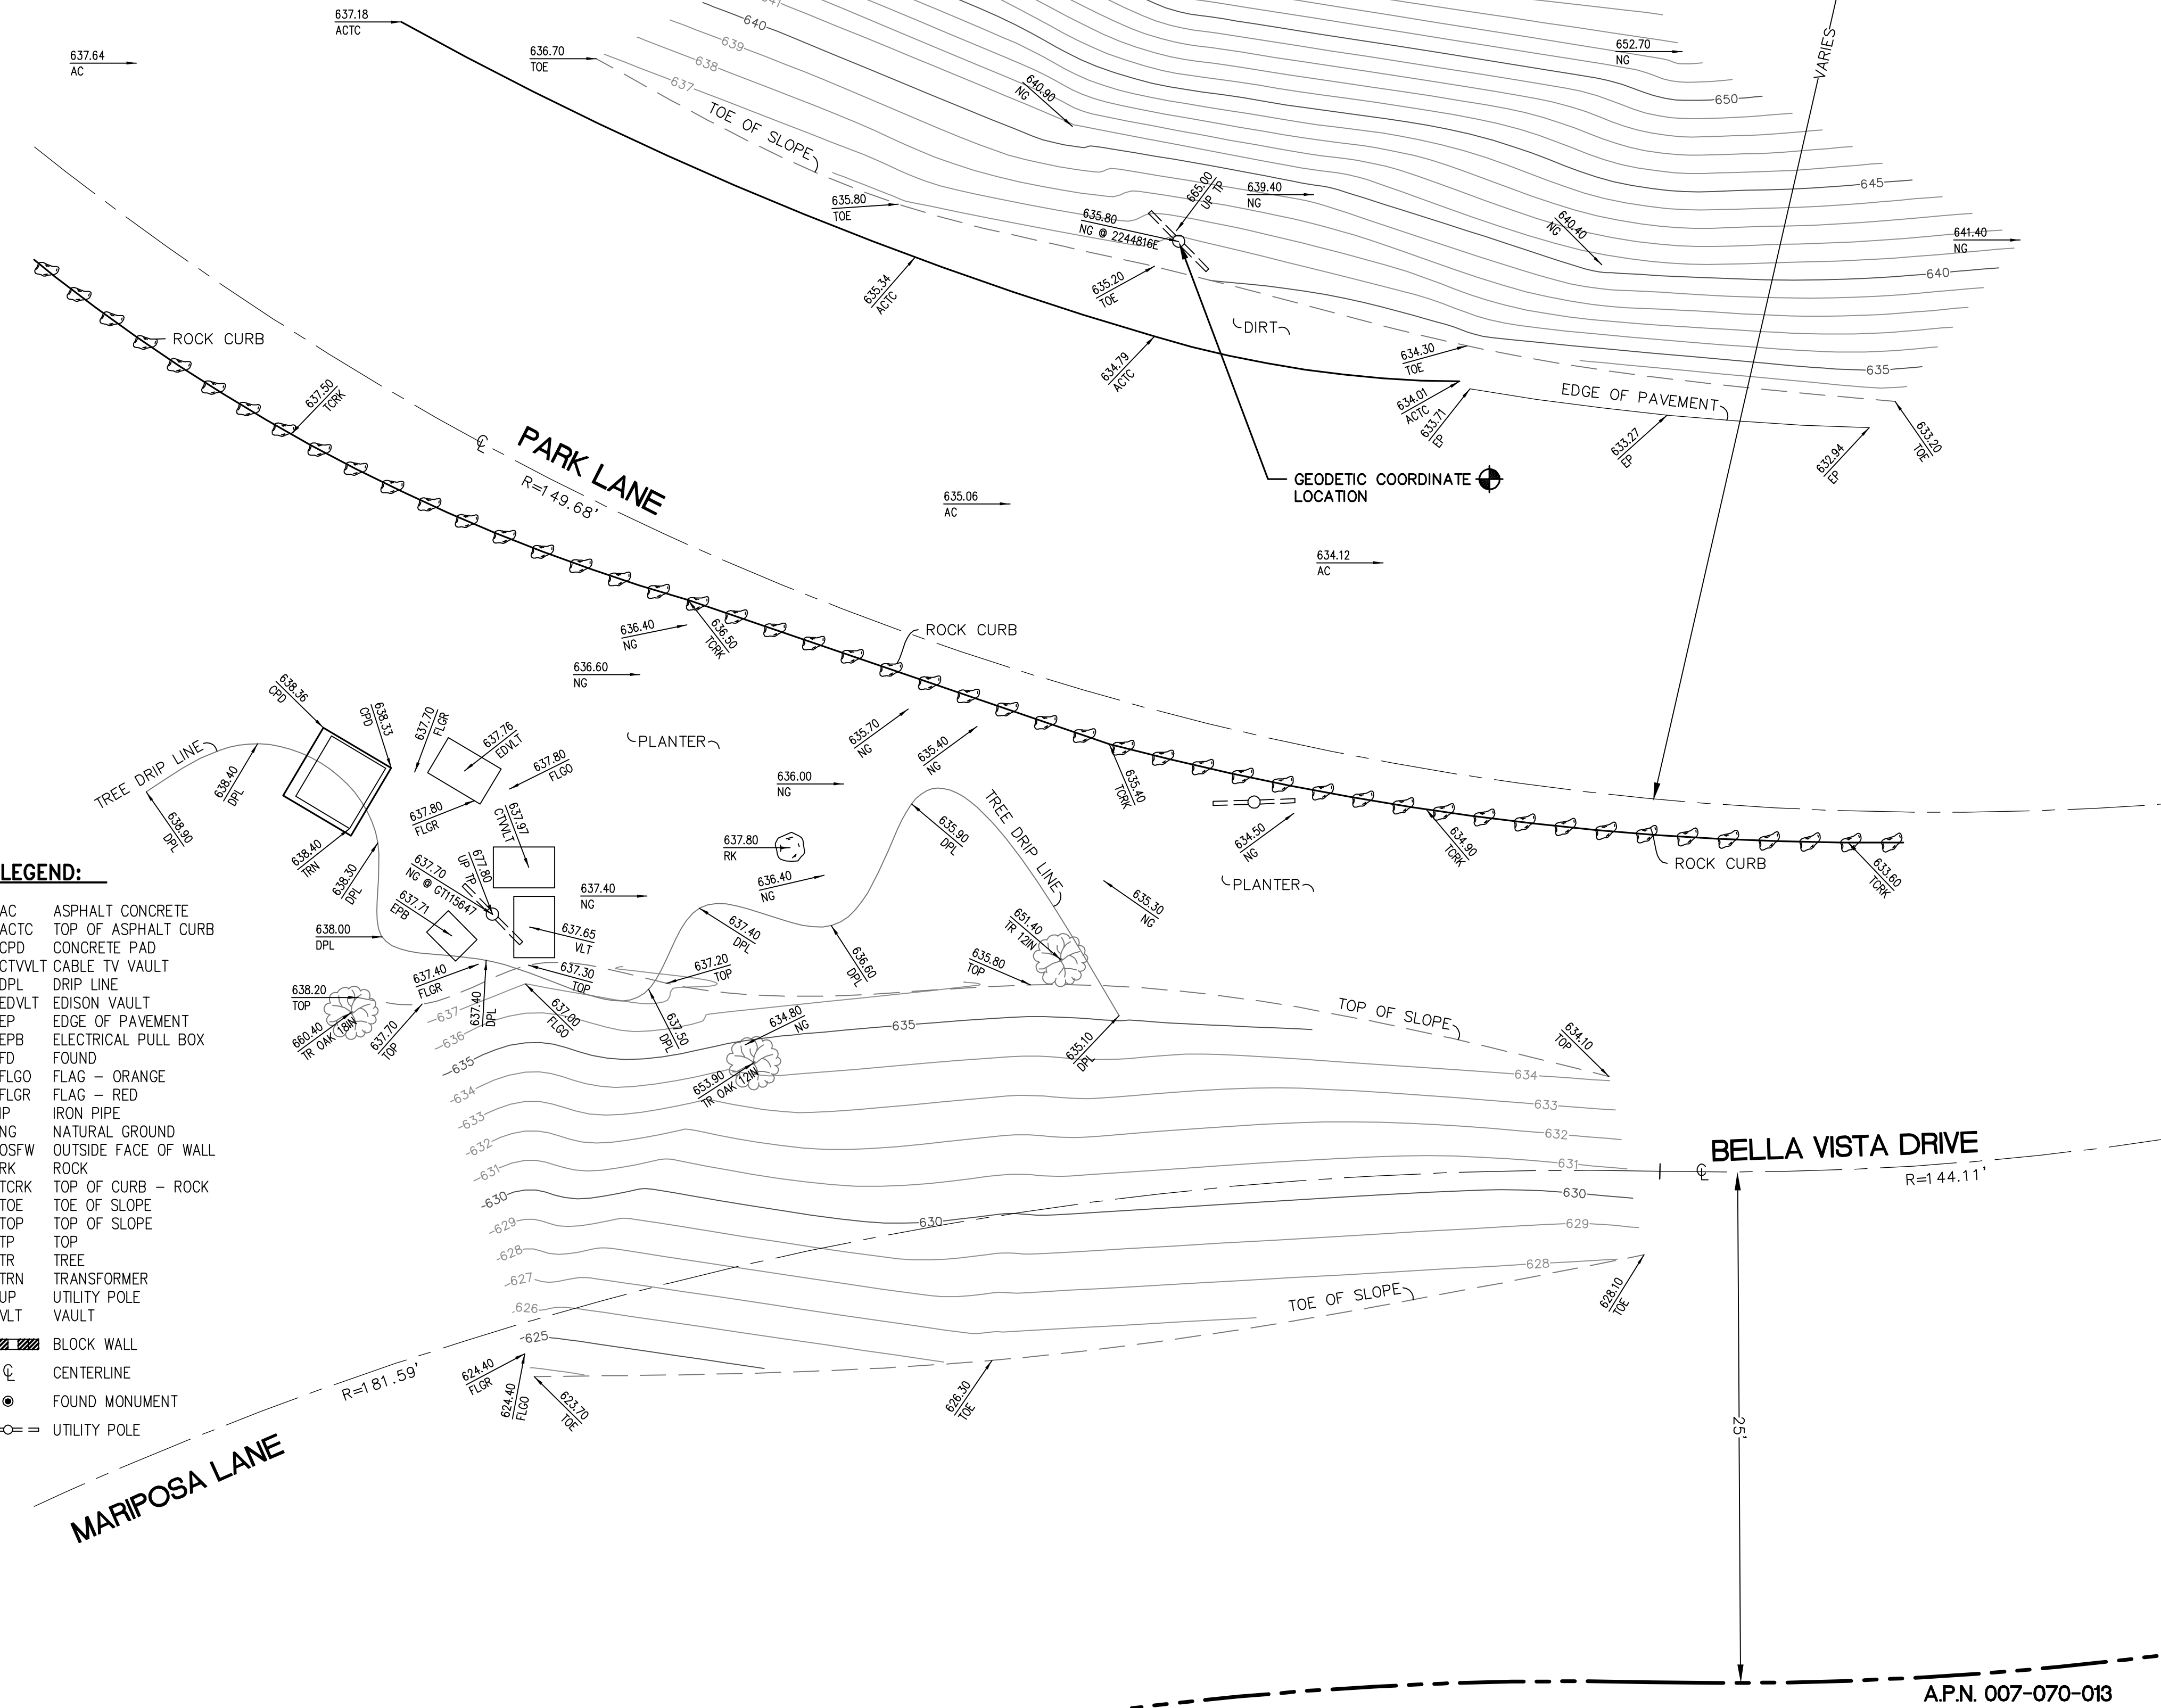 637.18
ACTC
637.64
AC
636.70
TOE
640
639
638
637
TOE OF SLOPE
640.90
NG
652.70
NG
VARIES
650
645
640
635
635.80
TOE
665.00
UP TP
639.40
NG
635.80
NG @ 2244816E
640.40
NG
641.40
NG
635.20
TOE
635.34
ACTC
DIRT
634.79
ACTC
634.30
TOE
634.01
ACTC
633.71
EP
EDGE OF PAVEMENT
633.27
EP
632.94
EP
633.20
TOE
GEODETIC COORDINATE
LOCATION
ROCK CURB
637.50
TCRK
PARK LANE
R=149.68'
635.06
AC
634.12
AC
636.40
NG
636.50
TCRK
ROCK CURB
636.60
NG
638.36
CPD
638.33
CPD
637.70
FLGR
637.76
EDVLT
637.80
FLGO
PLANTER
635.70
NG
635.40
NG
636.00
NG
635.40
TCRK
TREE DRIP LINE
638.40
DPL
638.90
DPL
638.40
TRN
638.30
DPL
637.80
FLGR
637.97
CTVVLT
677.80
UP TP
637.70
NG @ GT115647
637.71
EPB
638.00
DPL
637.40
NG
637.65
VLT
637.80
RK
636.40
NG
635.90
DPL
TREE DRIP LINE
634.50
NG
634.90
TCRK
ROCK CURB
633.60
TCRK
PLANTER
635.30
NG
651.40
TR 12IN
637.40
DPL
636.60
DPL
637.20
TOP
635.80
TOP
637.30
TOP
637.40
FLGR
638.20
TOP
660.40
TR OAK 18IN
637.70
TOP
637.40
DPL
637.00
FLGO
637.50
DPL
634.80
NG
653.90
TR OAK 12IN
635.10
DPL
TOP OF SLOPE
634.10
TOP
637
636
635
634
633
632
631
630
629
628
627
626
625
635
630
634
633
632
631
630
629
628
BELLA VISTA DRIVE
R=144.11'
TOE OF SLOPE
628.10
TOE
626.30
TOE
624.40
FLGR
624.40
FLGO
623.70
TOE
R=181.59'
MARIPOSA LANE
25'
A.P.N. 007-070-013
LEGEND:
AC ASPHALT CONCRETE
ACTC TOP OF ASPHALT CURB
CPD CONCRETE PAD
CTVVLT CABLE TV VAULT
DPL DRIP LINE
EDVLT EDISON VAULT
EP EDGE OF PAVEMENT
EPB ELECTRICAL PULL BOX
FD FOUND
FLGO FLAG - ORANGE
FLGR FLAG - RED
IP IRON PIPE
NG NATURAL GROUND
OSFW OUTSIDE FACE OF WALL
RK ROCK
TCRK TOP OF CURB - ROCK
TOE TOE OF SLOPE
TOP TOP OF SLOPE
TP TOP
TR TREE
TRN TRANSFORMER
UP UTILITY POLE
VLT VAULT
BLOCK WALL
CENTERLINE
FOUND MONUMENT
UTILITY POLE